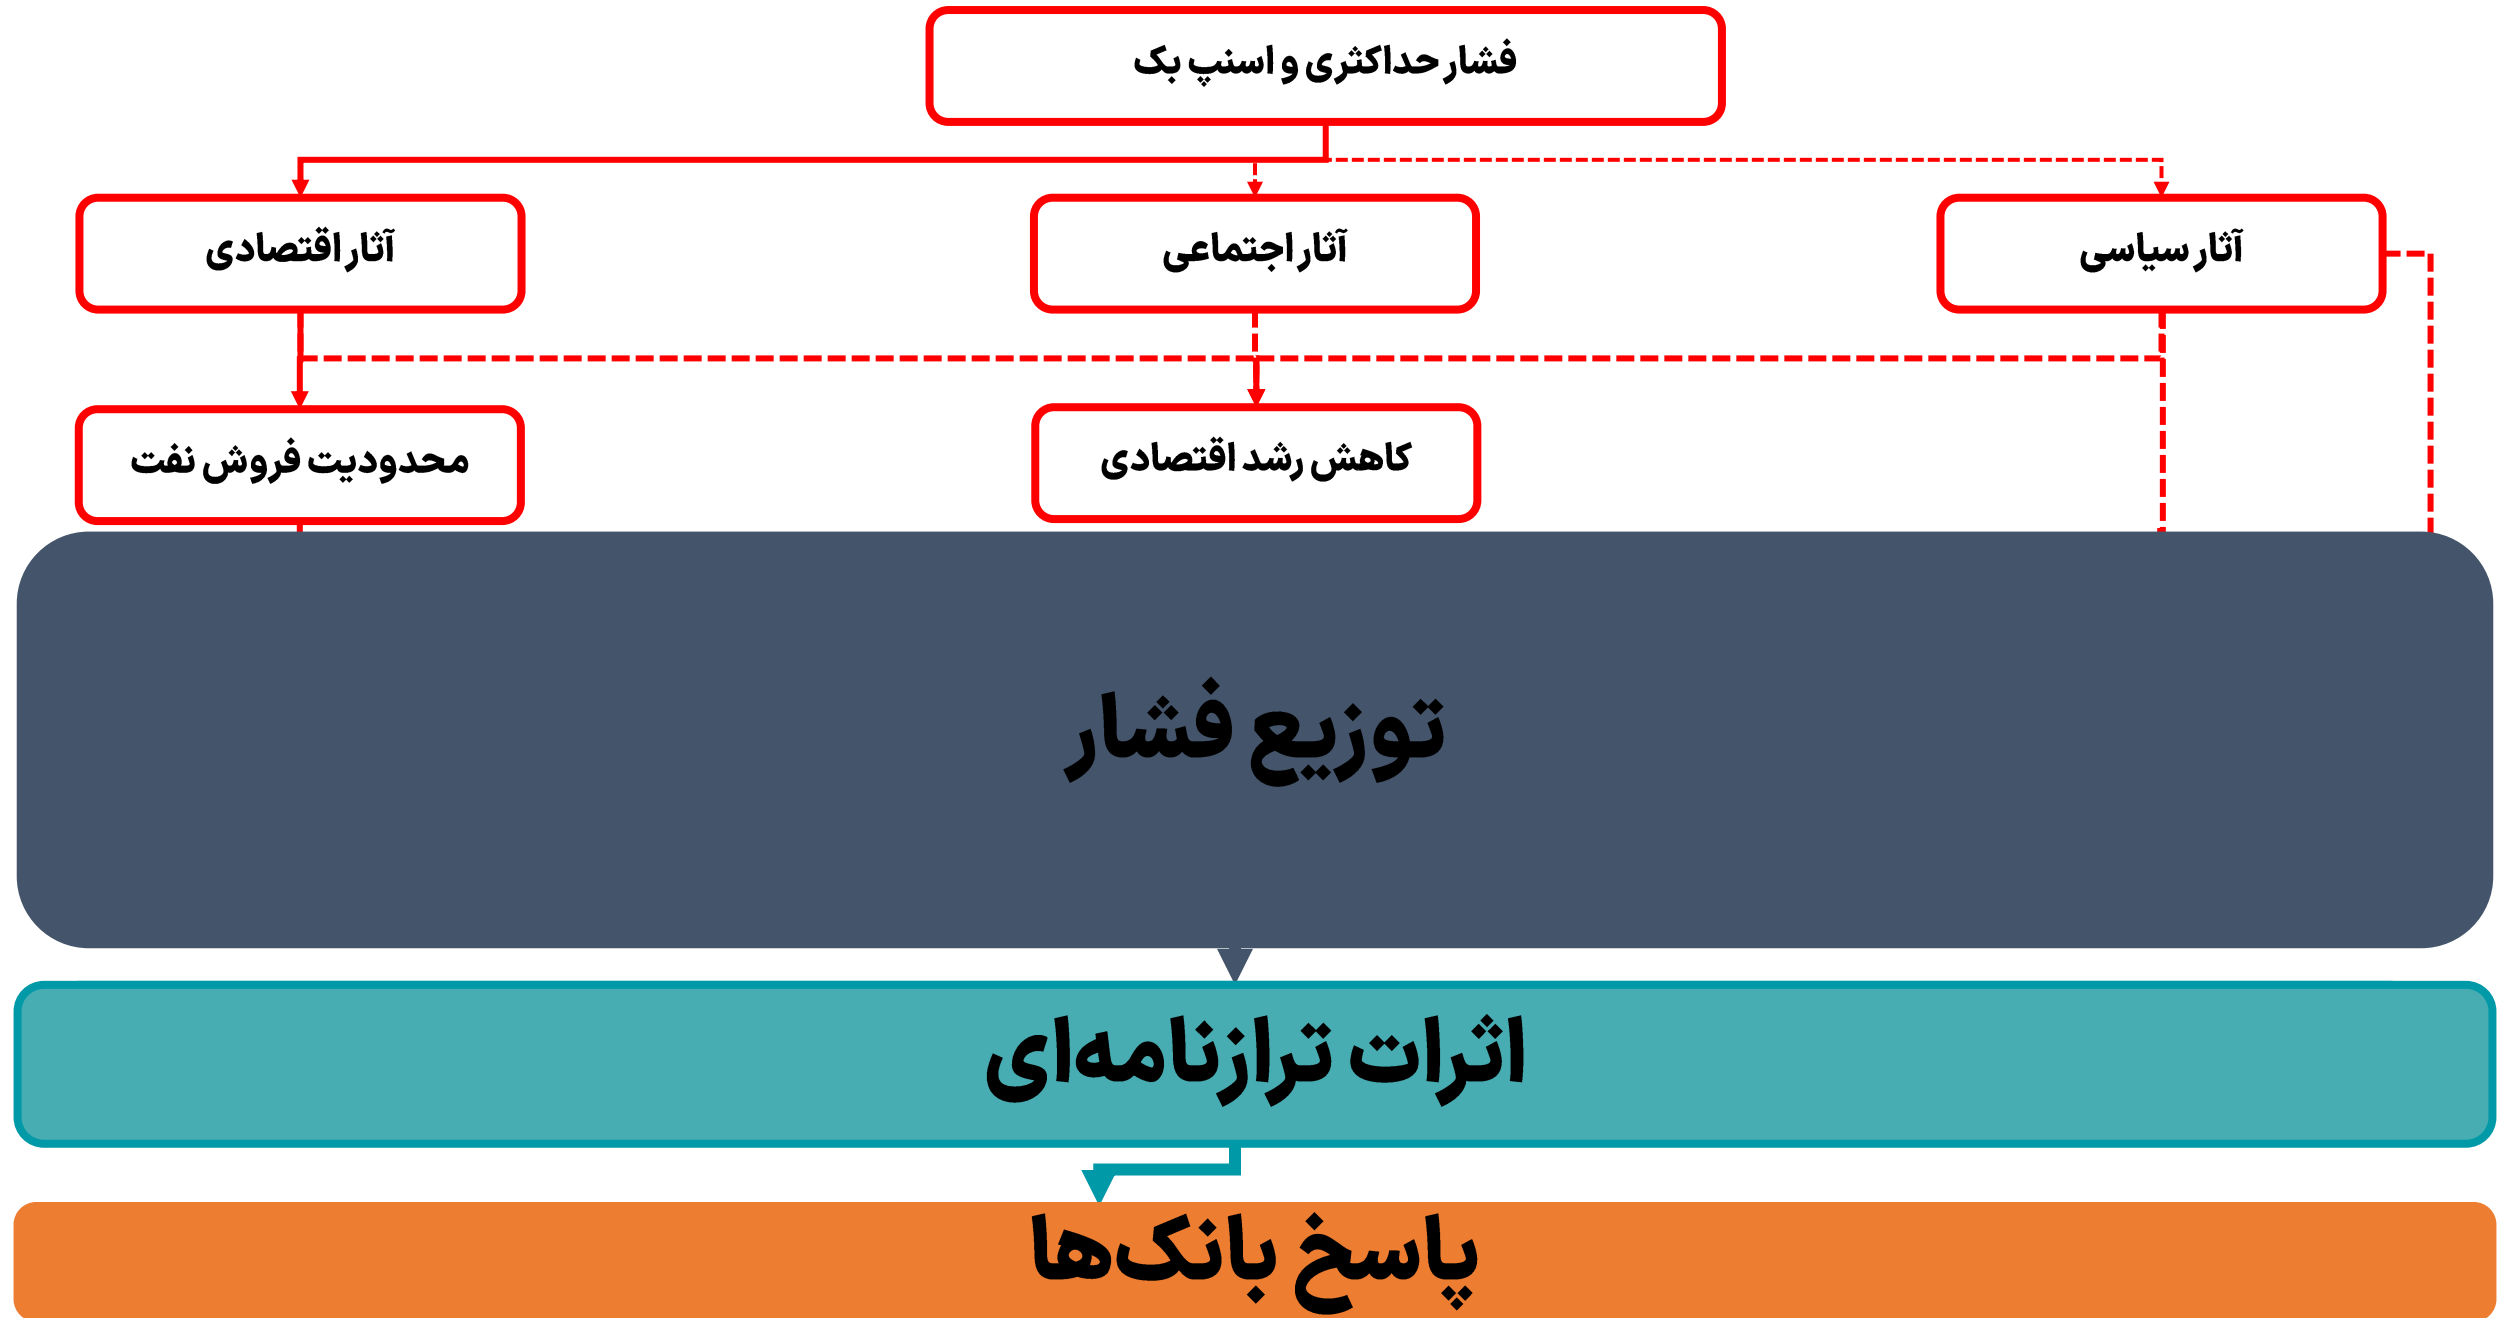 فشار حداکثری و اسنپ بک
آثار سیاسی
آثار اجتماعی
آثار اقتصادی
کاهش رشد اقتصادی
محدودیت فروش نفت
توزیع فشار
اثرات ترازنامه‌ای
پاسخ بانک‌ها